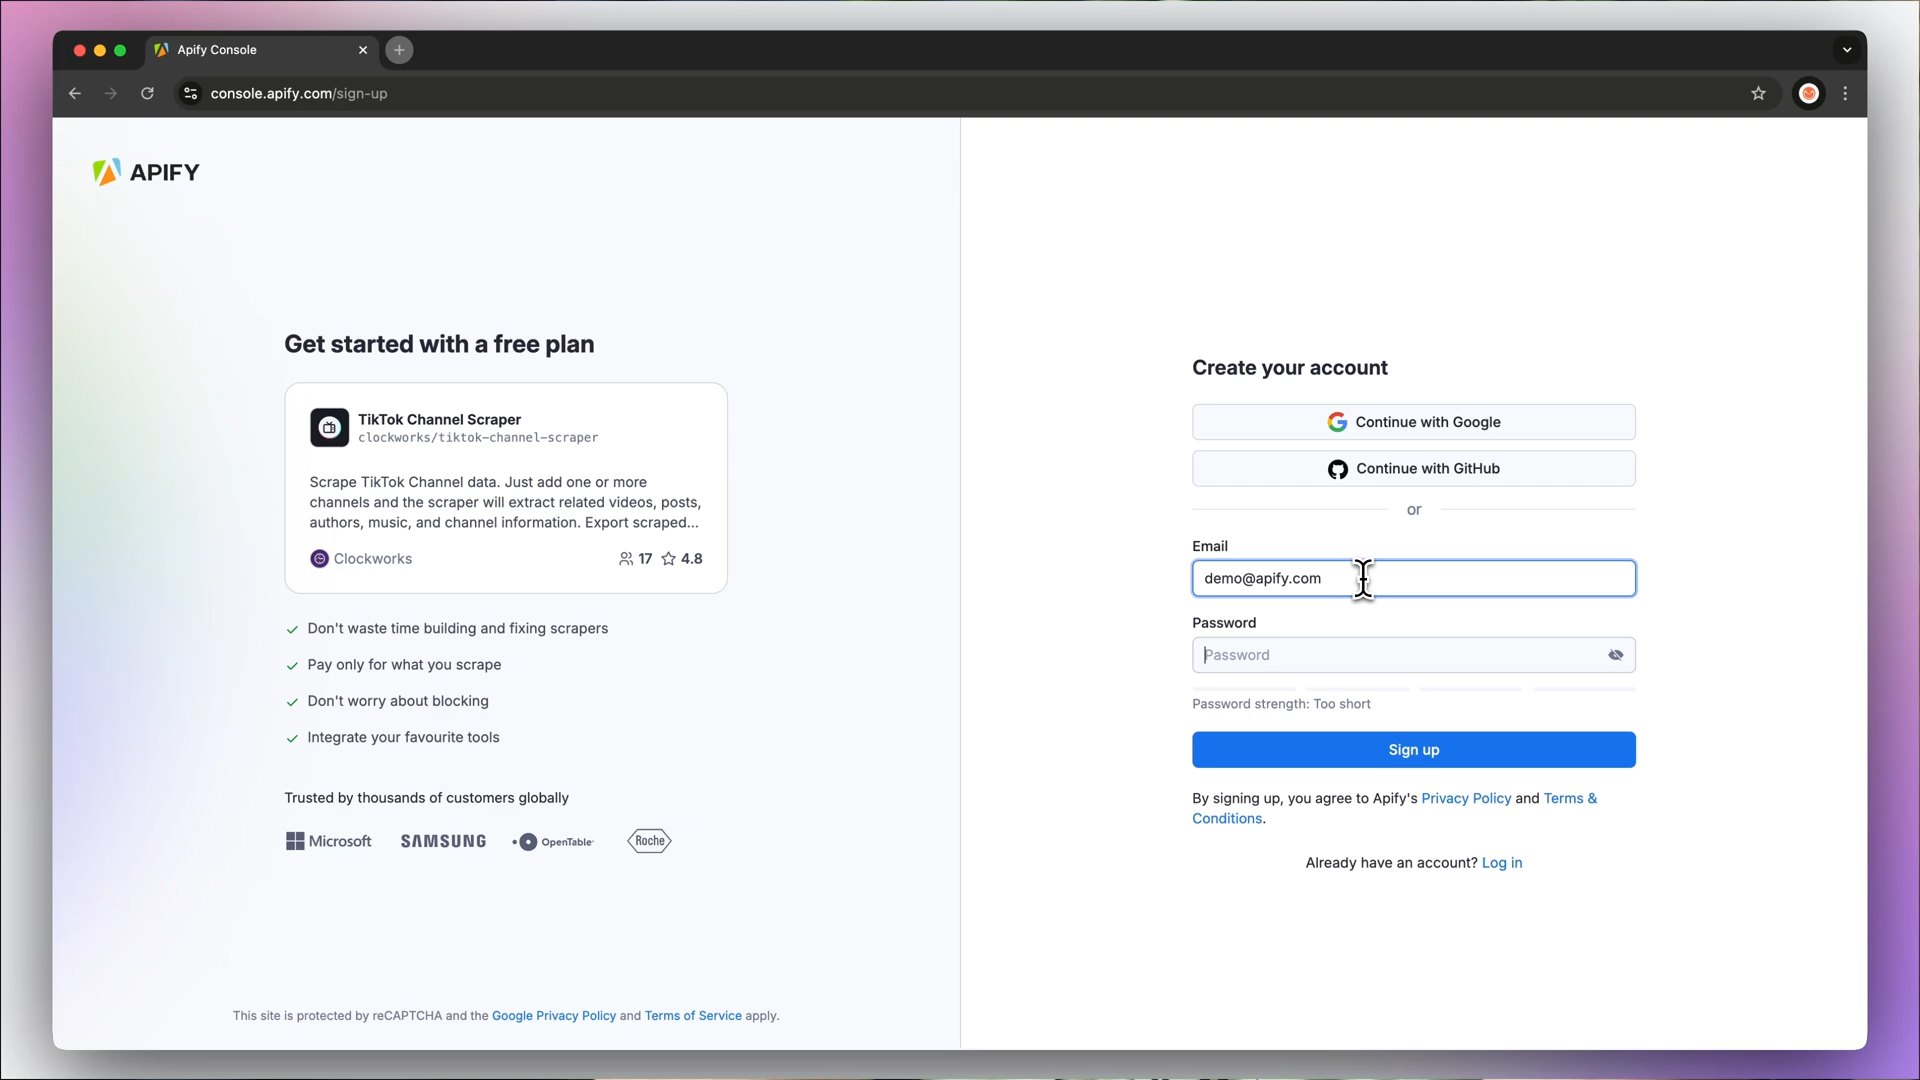 Apify Console
console.apify.com/sign-up
APIFY
Get started with a free plan
TikTok Channel Scraper
clockworks/tiktok-channel-scraper
Scrape TikTok Channel data. Just add one or more
channels and the scraper will extract related videos, posts,
authors, music, and channel information. Export scraped...
Clockworks 17 4.8
Don't waste time building and fixing scrapers
Pay only for what you scrape
Don't worry about blocking
Integrate your favourite tools
Trusted by thousands of customers globally
Microsoft SAMSUNG OpenTable Roche
This site is protected by reCAPTCHA and the Google Privacy Policy and Terms of Service apply.
Create your account
Continue with Google
Continue with GitHub
or
Email
demo@apify.com
Password
Password
Password strength: Too short
Sign up
By signing up, you agree to Apify's Privacy Policy and Terms &
Conditions.
Already have an account? Log in